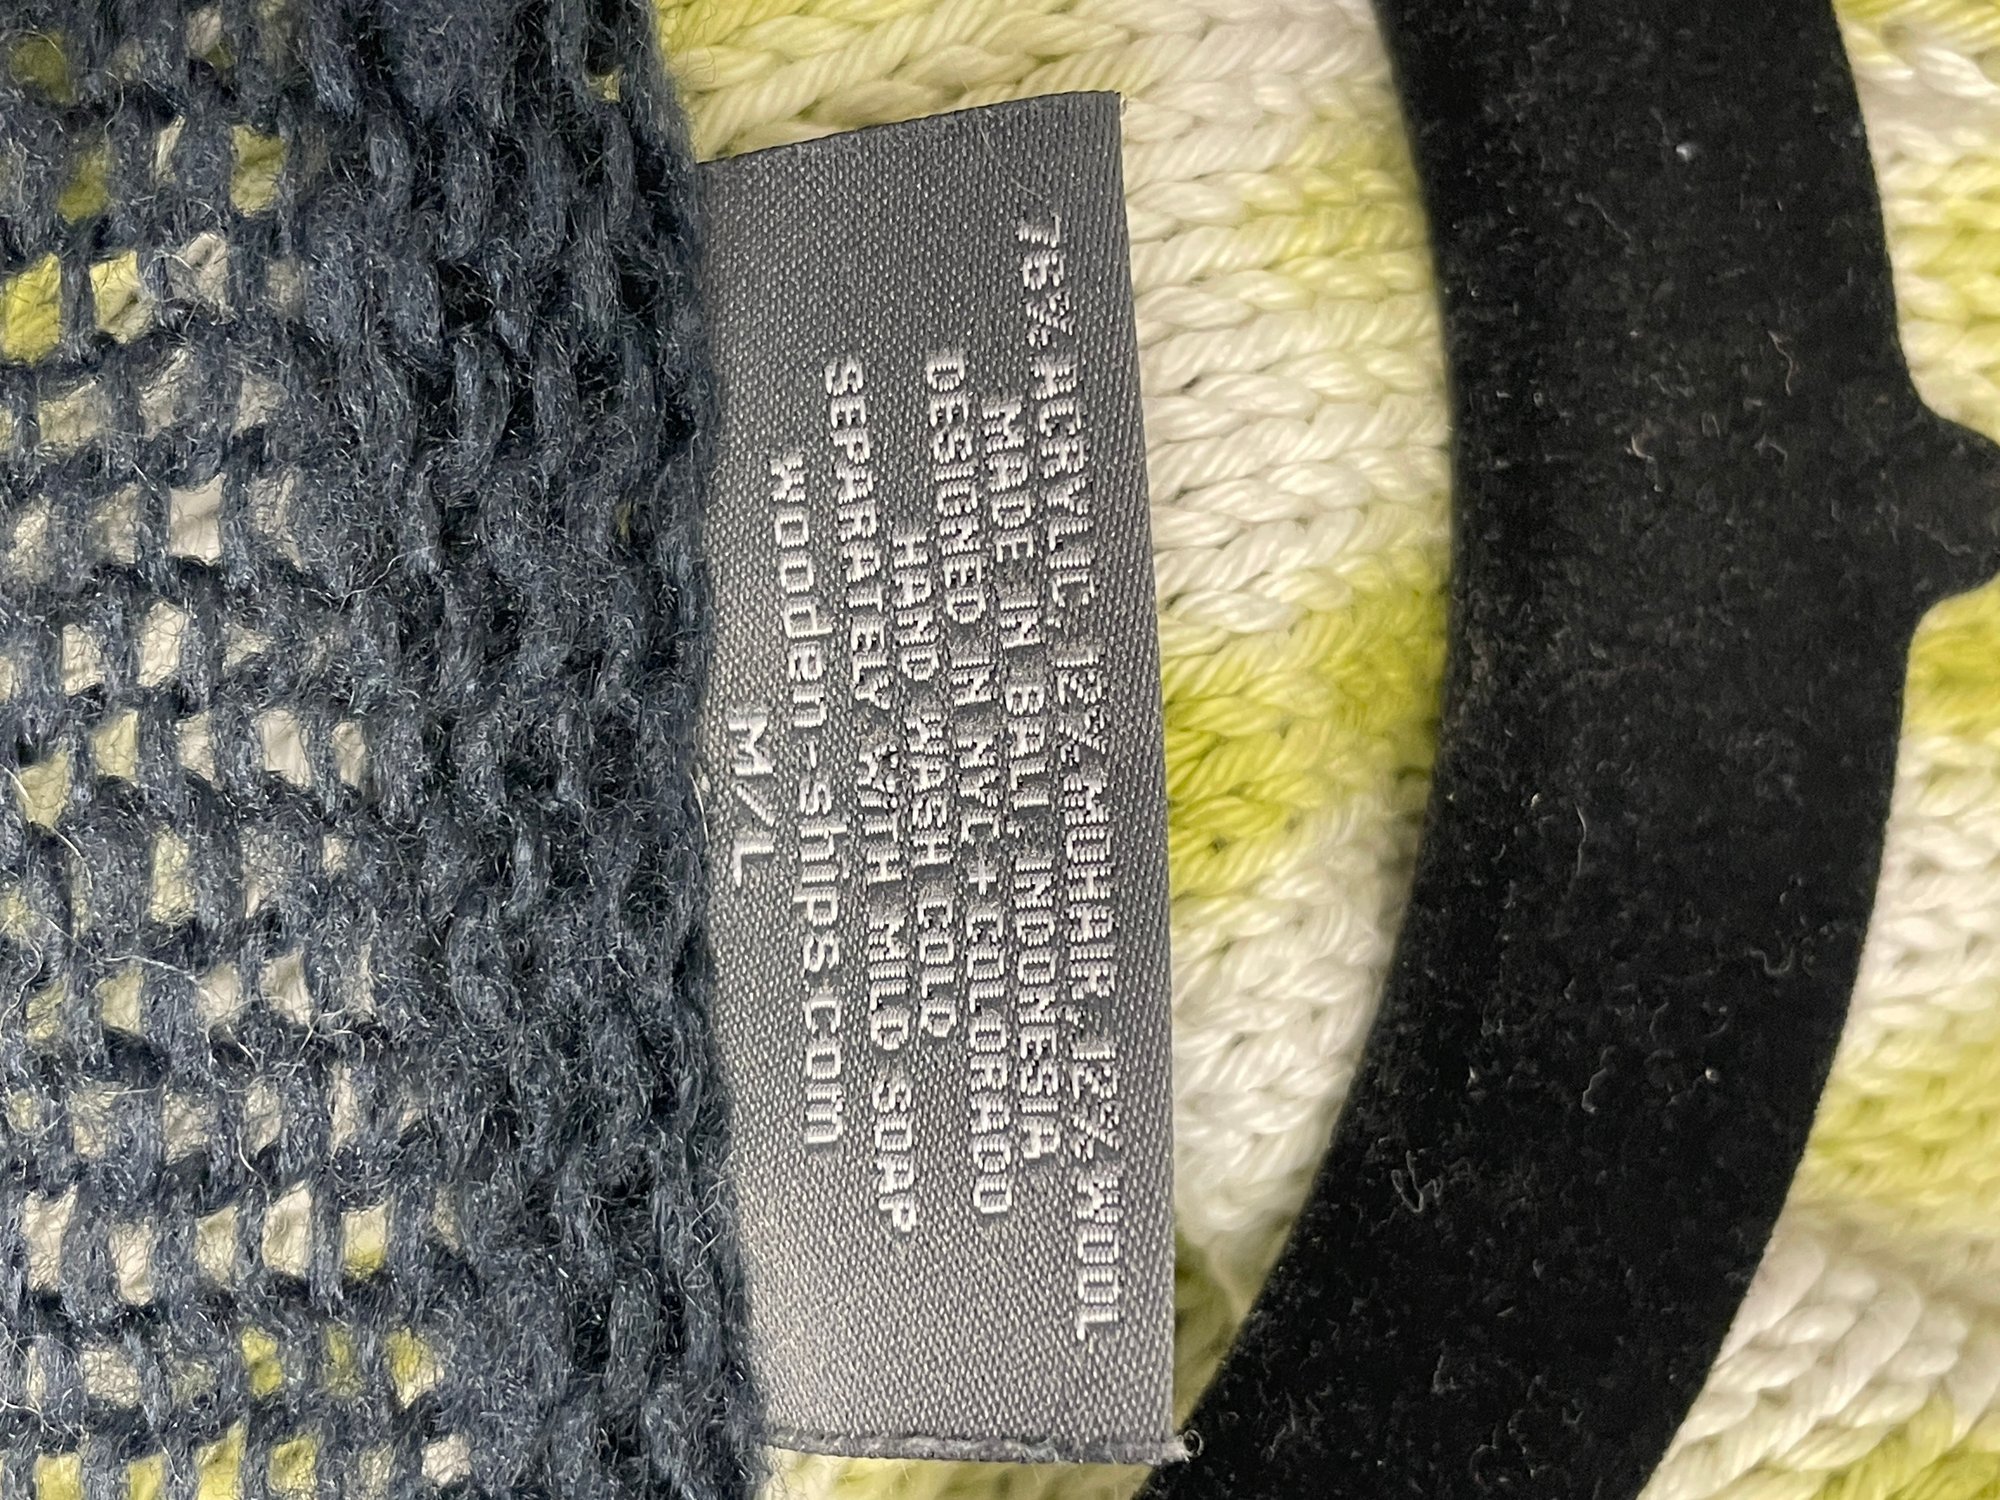 76% ACRYLIC, 12% MOHAIR, 12% WOOL
MADE IN BALI, INDONESIA
DESIGNED IN NYC + COLORADO
HAND WASH COLD
SEPARATELY WITH MILD SOAP
wooden-ships.com
M/L